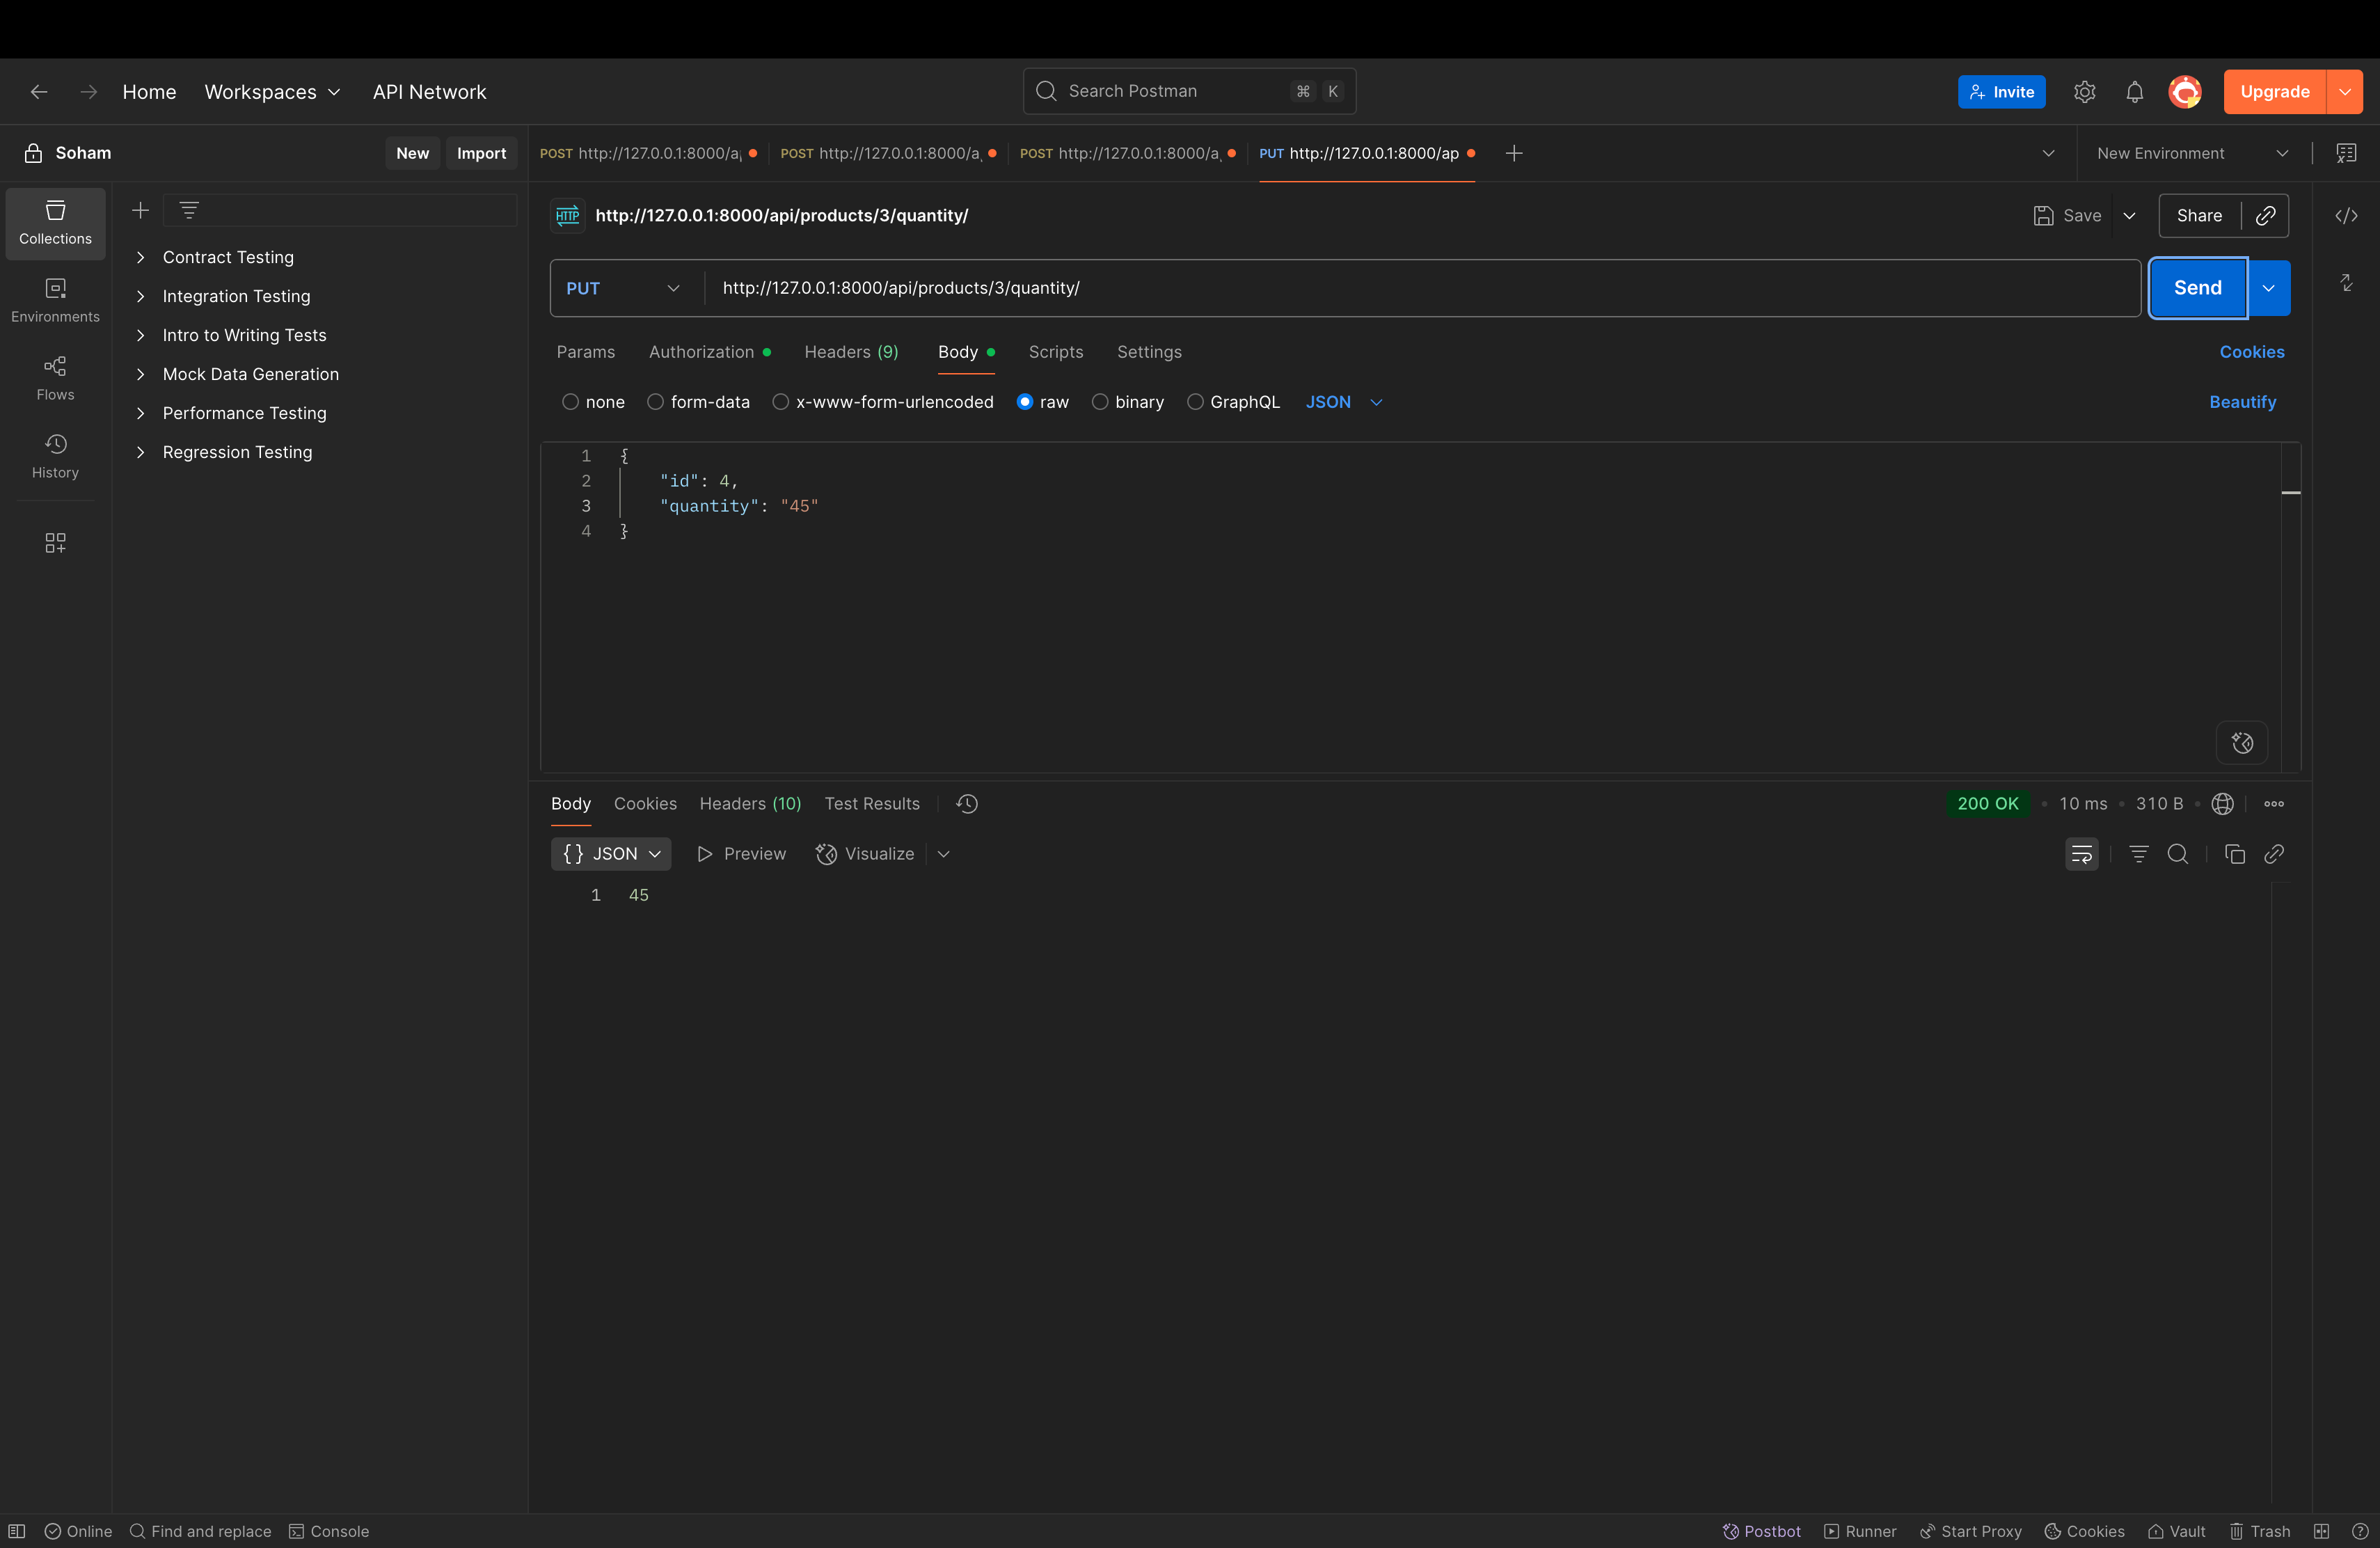 Home Workspaces API Network
Search Postman ⌘ K
Invite Upgrade
Soham New Import
POST http://127.0.0.1:8000/a POST http://127.0.0.1:8000/a POST http://127.0.0.1:8000/a PUT http://127.0.0.1:8000/ap
New Environment
Collections
Environments
Flows
History
Contract Testing
Integration Testing
Intro to Writing Tests
Mock Data Generation
Performance Testing
Regression Testing
HTTP http://127.0.0.1:8000/api/products/3/quantity/
Save Share
PUT http://127.0.0.1:8000/api/products/3/quantity/ Send
Params Authorization Headers (9) Body Scripts Settings Cookies
none form-data x-www-form-urlencoded raw binary GraphQL JSON Beautify
1 {
2 "id": 4,
3 "quantity": "45"
4 }
Body Cookies Headers (10) Test Results 200 OK • 10 ms • 310 B •
{ } JSON Preview Visualize
1 45
Online Find and replace Console
Postbot Runner Start Proxy Cookies Vault Trash